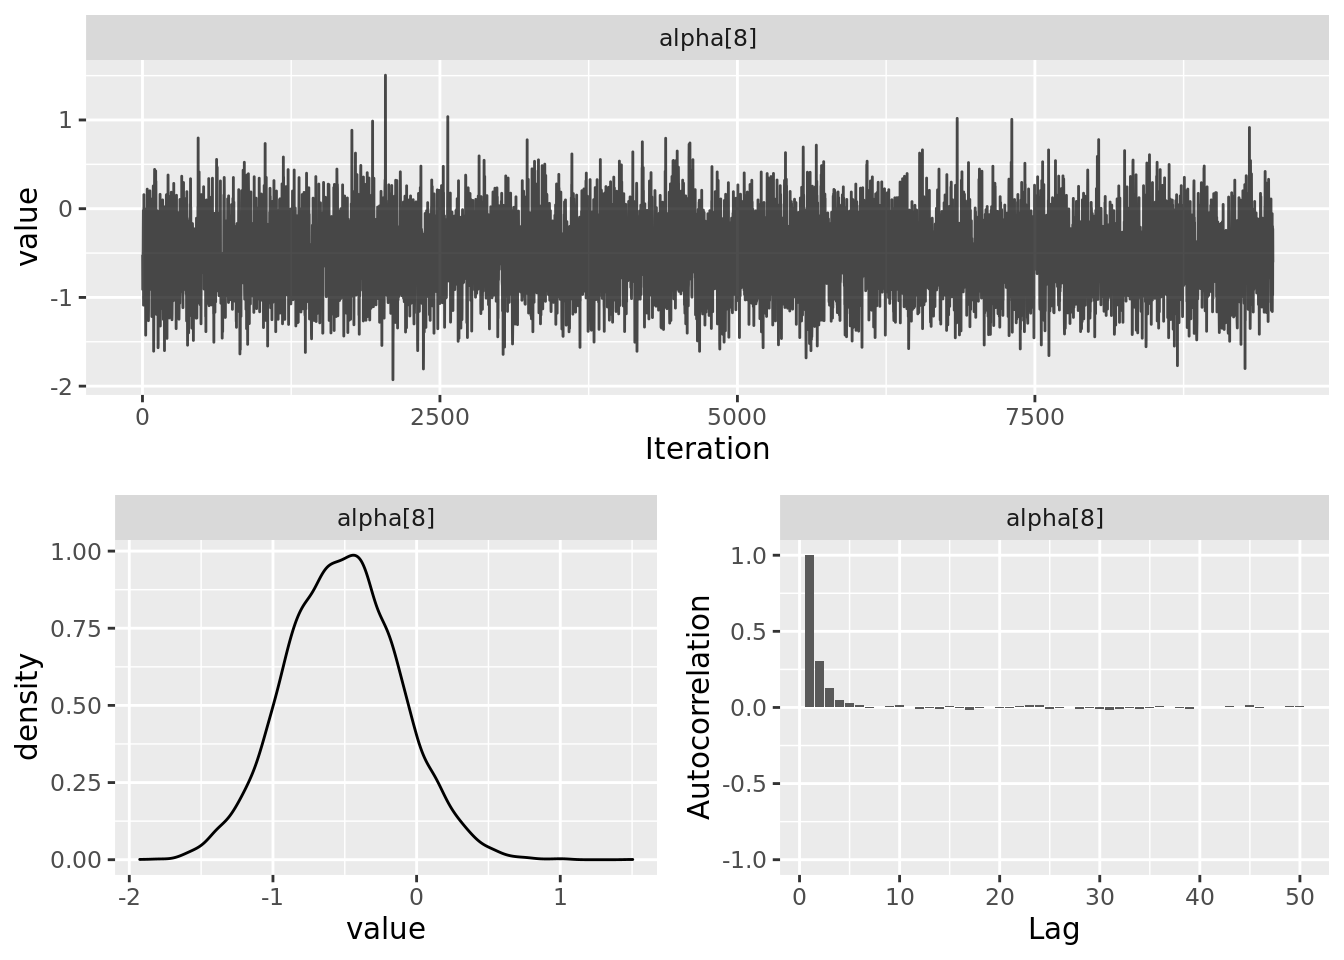 alpha[8]
value
1
0
-1
-2
0 2500 5000 7500
Iteration
alpha[8]
density
1.00
0.75
0.50
0.25
0.00
-2 -1 0 1
value
alpha[8]
Autocorrelation
1.0
0.5
0.0
-0.5
-1.0
0 10 20 30 40 50
Lag